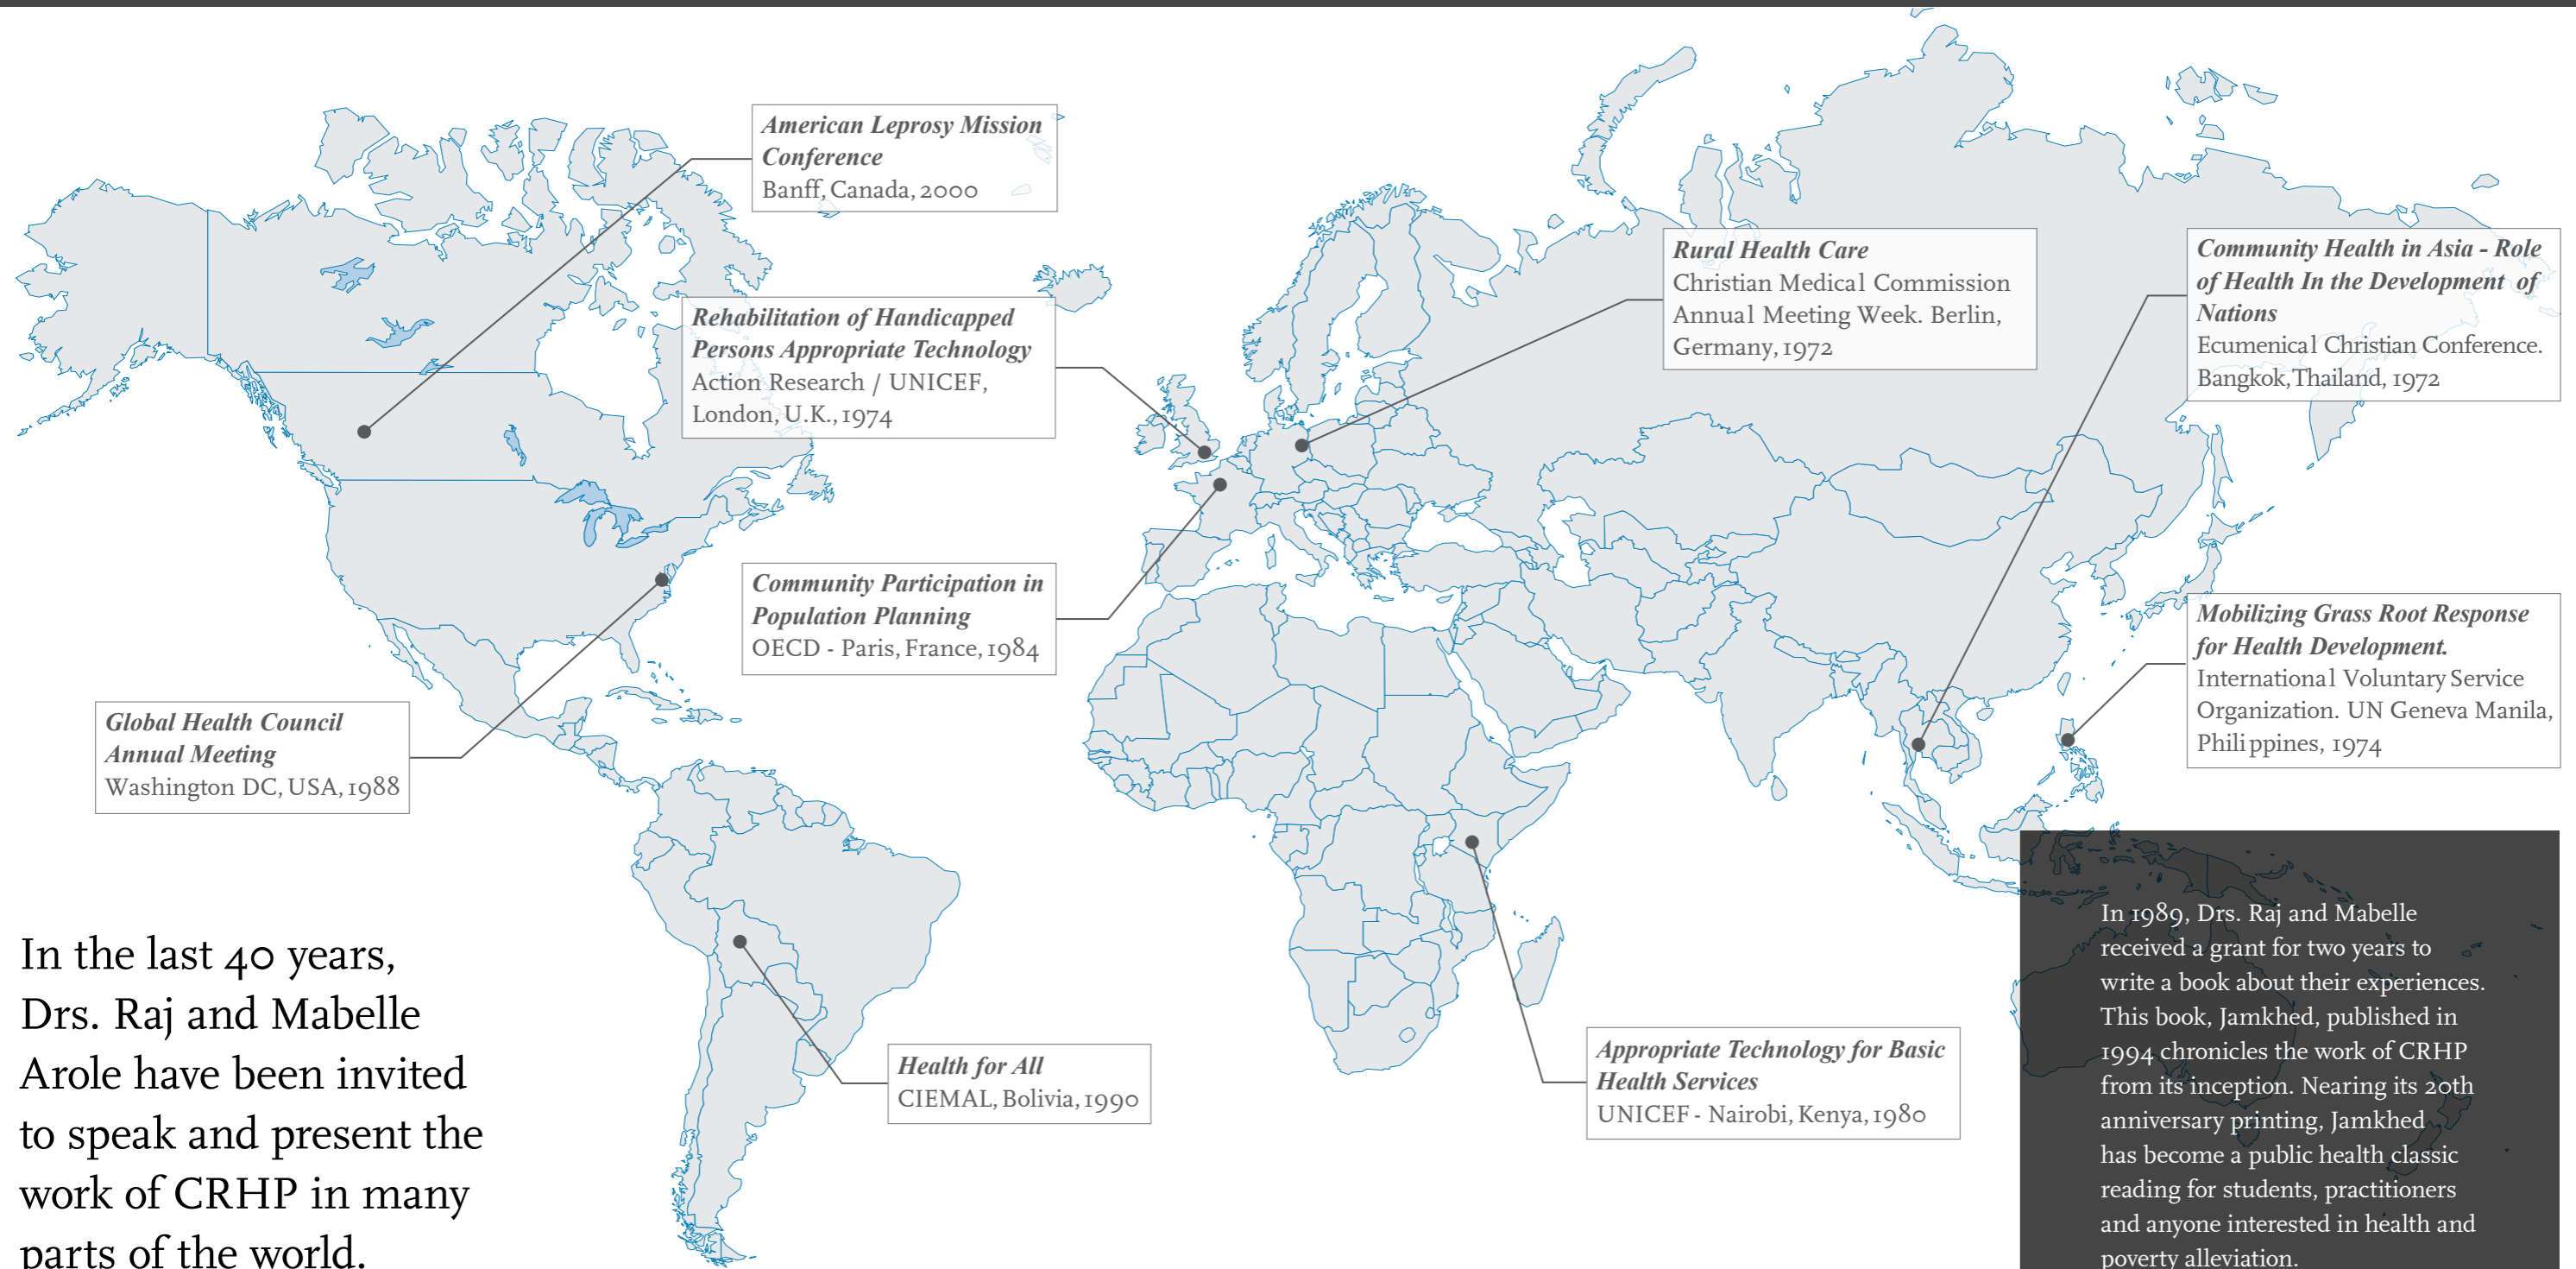 American Leprosy Mission
Conference
Banff, Canada, 2000
Rehabilitation of Handicapped
Persons Appropriate Technology
Action Research / UNICEF,
London, U.K., 1974
Rural Health Care
Christian Medical Commission
Annual Meeting Week. Berlin,
Germany, 1972
Community Health in Asia - Role
of Health In the Development of
Nations
Ecumenical Christian Conference.
Bangkok, Thailand, 1972
Community Participation in
Population Planning
OECD - Paris, France, 1984
Mobilizing Grass Root Response
for Health Development.
International Voluntary Service
Organization. UN Geneva Manila,
Philippines, 1974
Global Health Council
Annual Meeting
Washington DC, USA, 1988
Health for All
CIEMAL, Bolivia, 1990
Appropriate Technology for Basic
Health Services
UNICEF - Nairobi, Kenya, 1980
In the last 40 years,
Drs. Raj and Mabelle
Arole have been invited
to speak and present the
work of CRHP in many
parts of the world.
In 1989, Drs. Raj and Mabelle
received a grant for two years to
write a book about their experiences.
This book, Jamkhed, published in
1994 chronicles the work of CRHP
from its inception. Nearing its 20th
anniversary printing, Jamkhed
has become a public health classic
reading for students, practitioners
and anyone interested in health and
poverty alleviation.